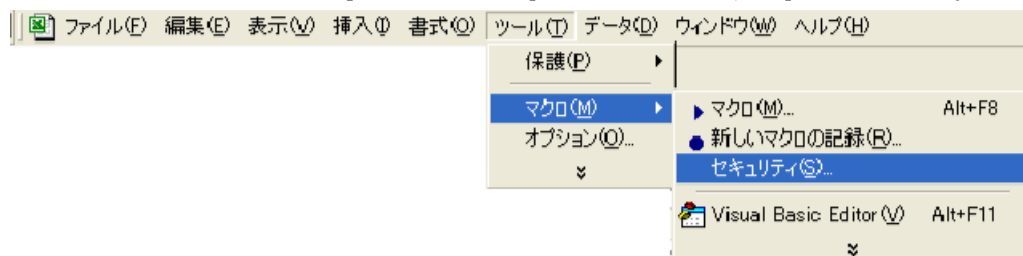 ファイル(F) 編集(E) 表示(V) 挿入(I) 書式(O) ツール(T) データ(D) ウィンドウ(W) ヘルプ(H)
保護(P)
マクロ(M)
オプション(O)...
マクロ(M)... Alt+F8
新しいマクロの記録(R)...
セキュリティ(S)...
Visual Basic Editor(V) Alt+F11